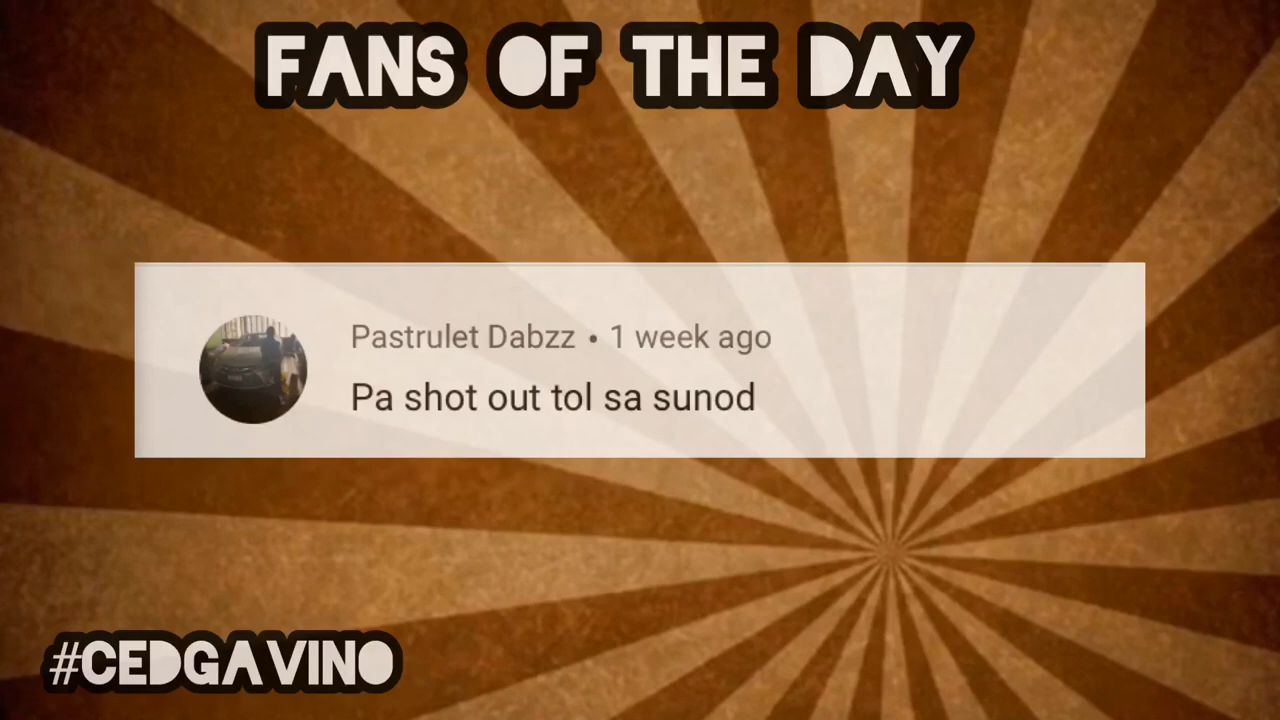 FANS OF THE DAY
Pastrulet Dabzz • 1 week ago
Pa shot out tol sa sunod
#CEDGAVINO